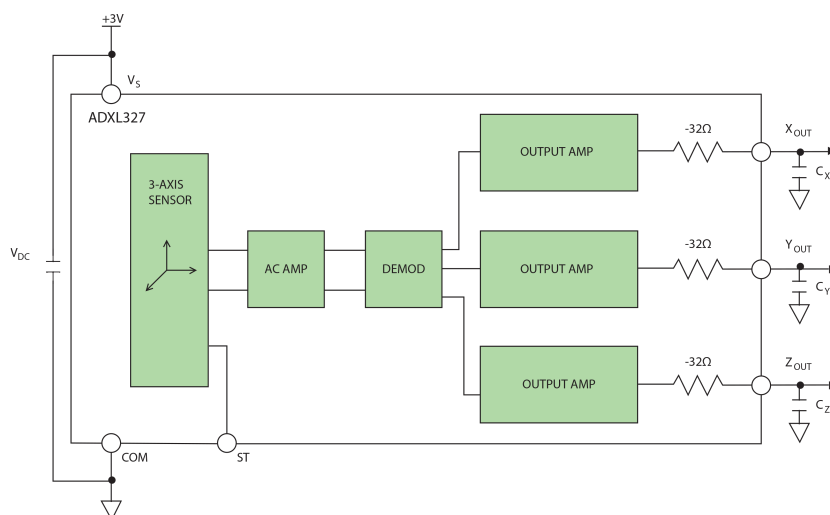 +3V
V_S
ADXL327
3-AXIS
SENSOR
AC AMP
DEMOD
OUTPUT AMP
-32Ω
X_OUT
C_X
V_DC
OUTPUT AMP
-32Ω
Y_OUT
C_Y
OUTPUT AMP
-32Ω
Z_OUT
C_Z
COM
ST